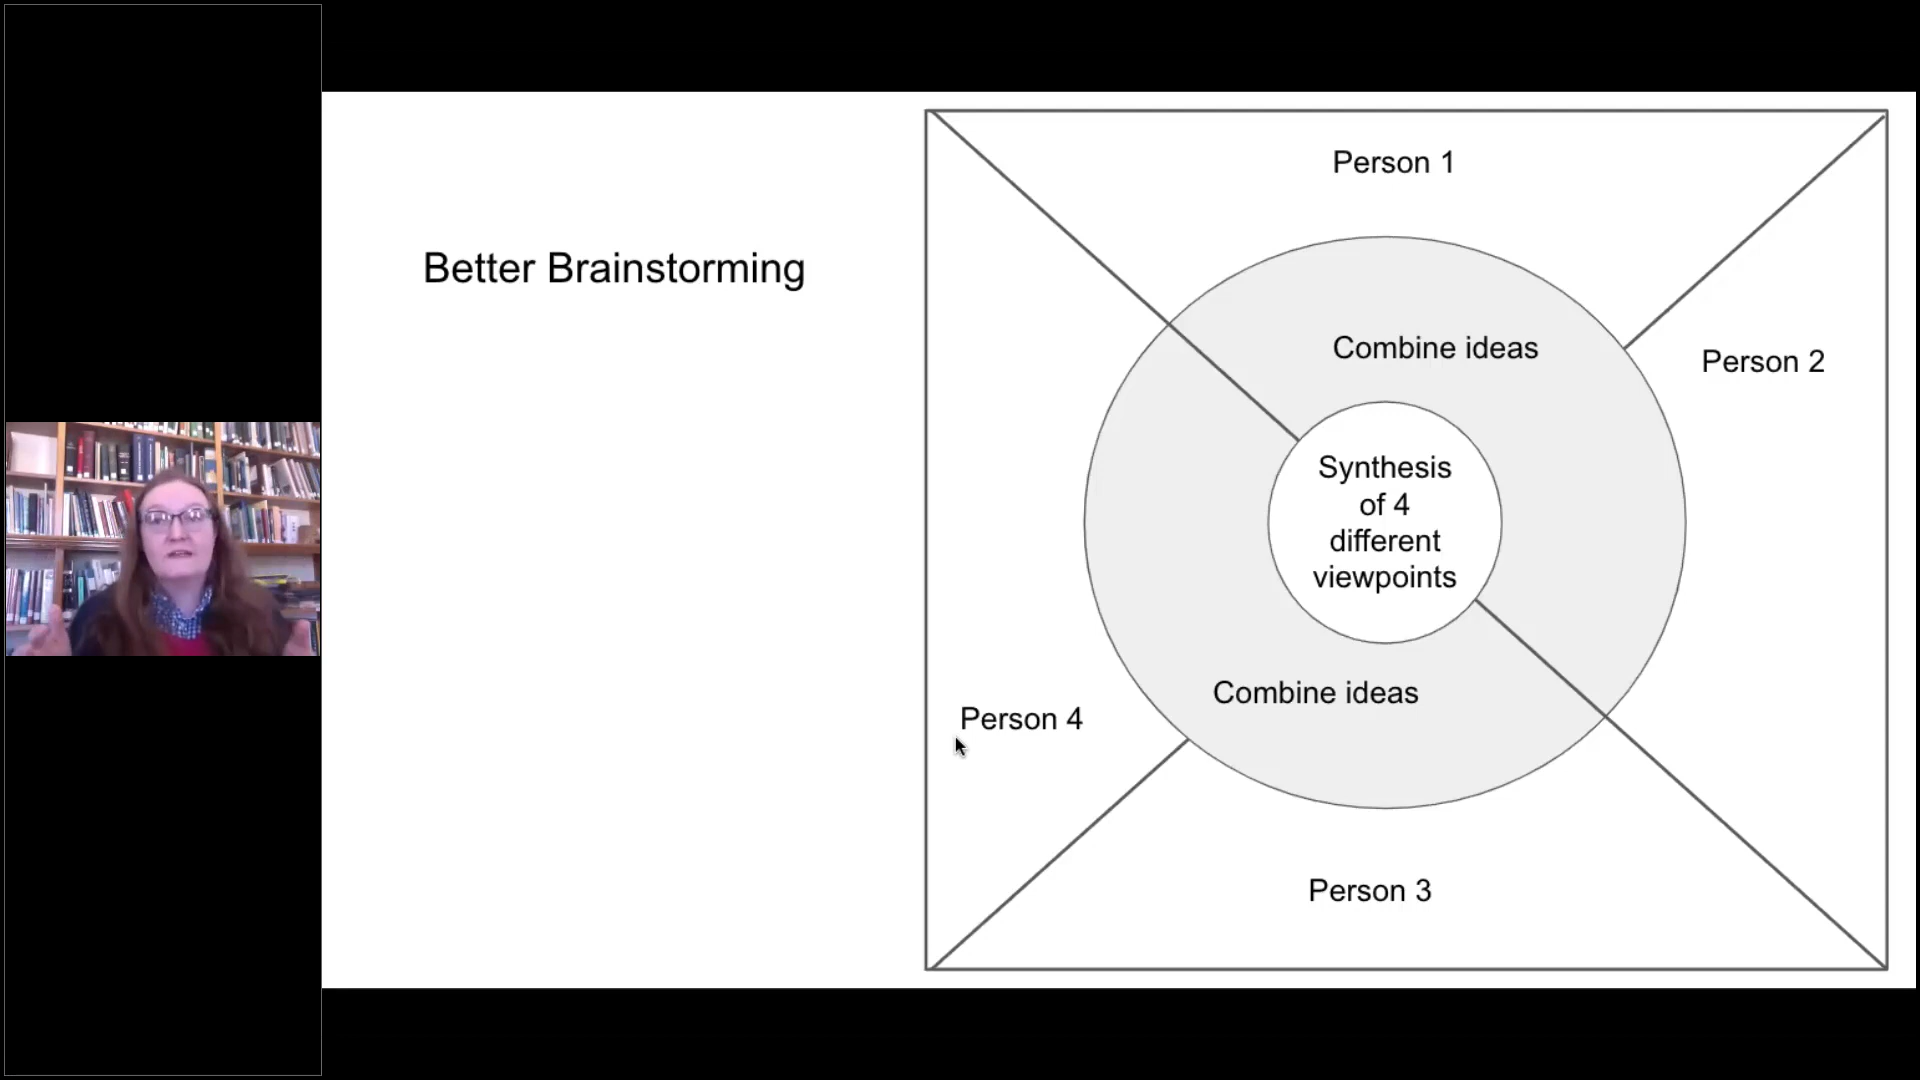 Better Brainstorming
Person 1
Combine ideas
Person 2
Synthesis
of 4
different
viewpoints
Combine ideas
Person 4
Person 3